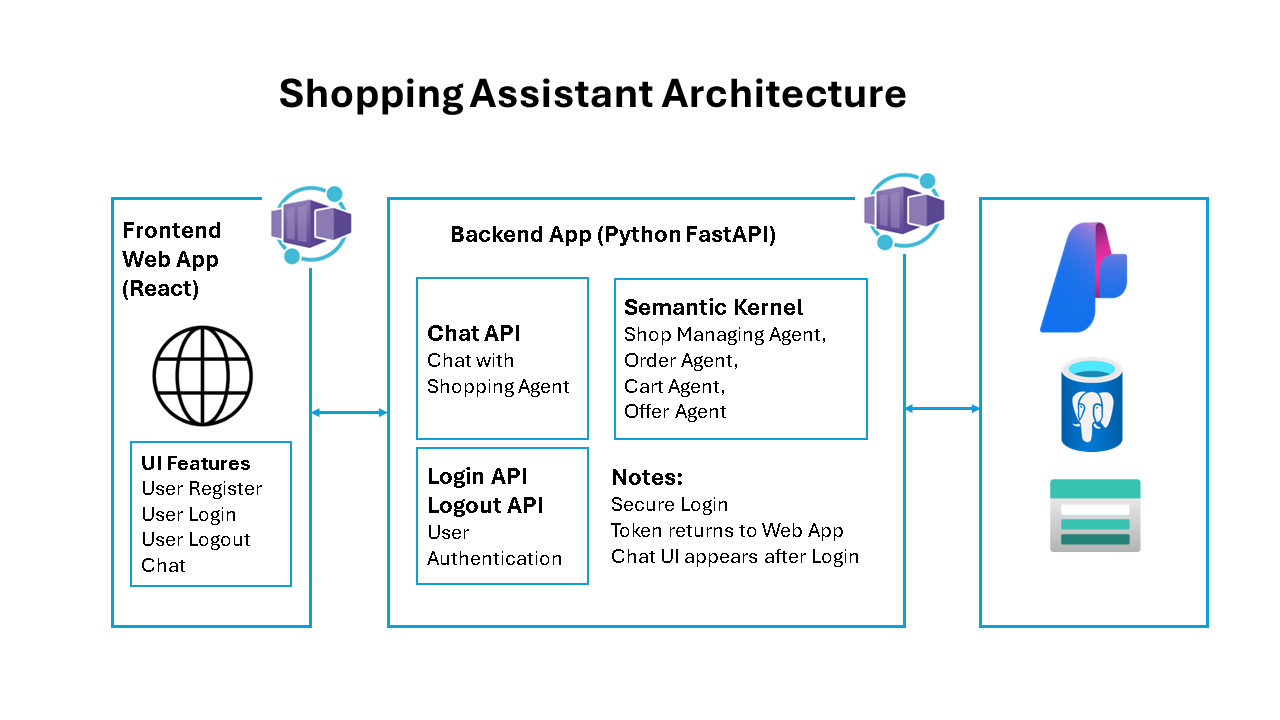 Shopping Assistant Architecture
Frontend
Web App
(React)
UI Features
User Register
User Login
User Logout
Chat
Backend App (Python FastAPI)
Chat API
Chat with
Shopping Agent
Semantic Kernel
Shop Managing Agent,
Order Agent,
Cart Agent,
Offer Agent
Login API
Logout API
User
Authentication
Notes:
Secure Login
Token returns to Web App
Chat UI appears after Login